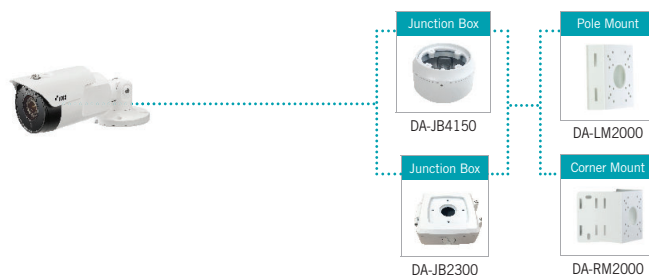 Junction Box
Pole Mount
DA-JB4150
DA-LM2000
Junction Box
Corner Mount
DA-JB2300
DA-RM2000